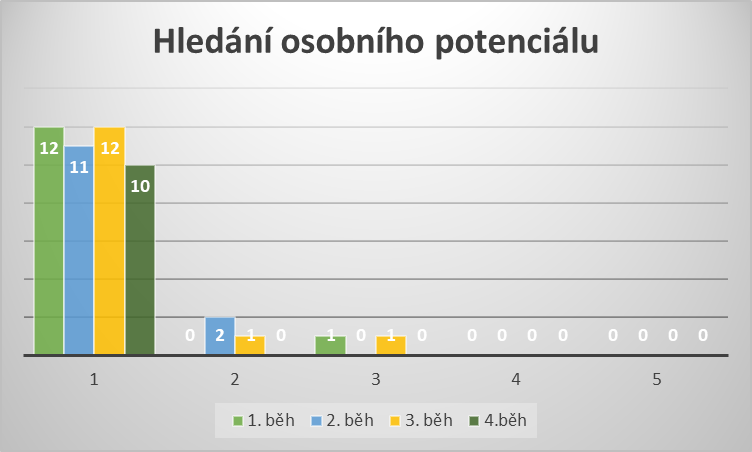 Hledání osobního potenciálu
12 11 12 10
0 2 1 0 1 0 1 0 0 0 0 0 0 0 0 0
1 2 3 4 5
1. běh 2. běh 3. běh 4.běh